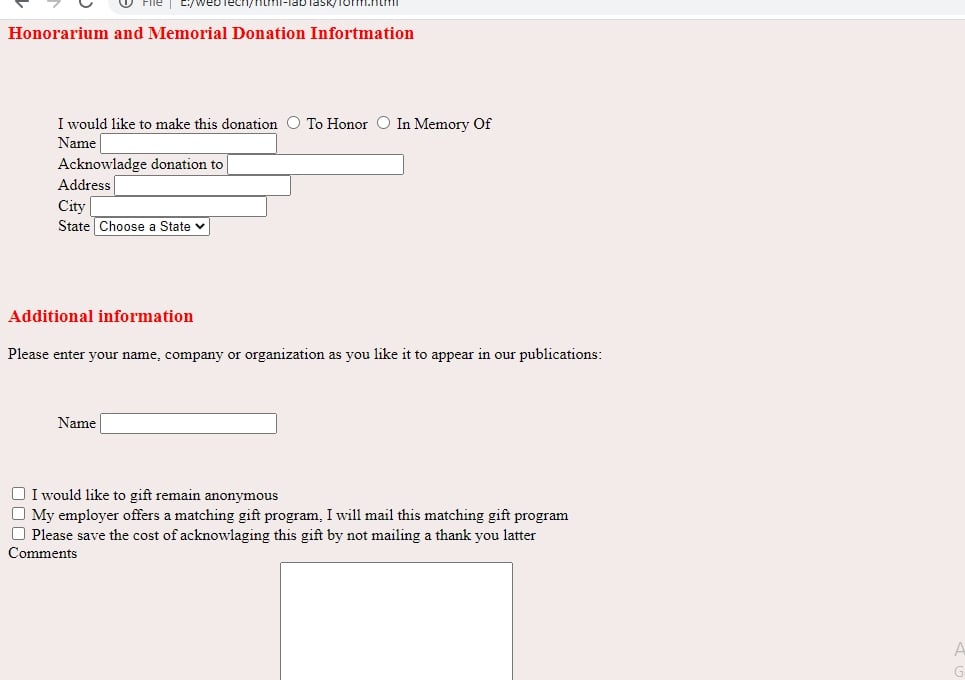 File | E:/webTech/html-labTask/form.html
Honorarium and Memorial Donation Infortmation
I would like to make this donation To Honor In Memory Of
Name
Acknowladge donation to
Address
City
State Choose a State
Additional information
Please enter your name, company or organization as you like it to appear in our publications:
Name
I would like to gift remain anonymous
My employer offers a matching gift program, I will mail this matching gift program
Please save the cost of acknowlaging this gift by not mailing a thank you latter
Comments
A
G